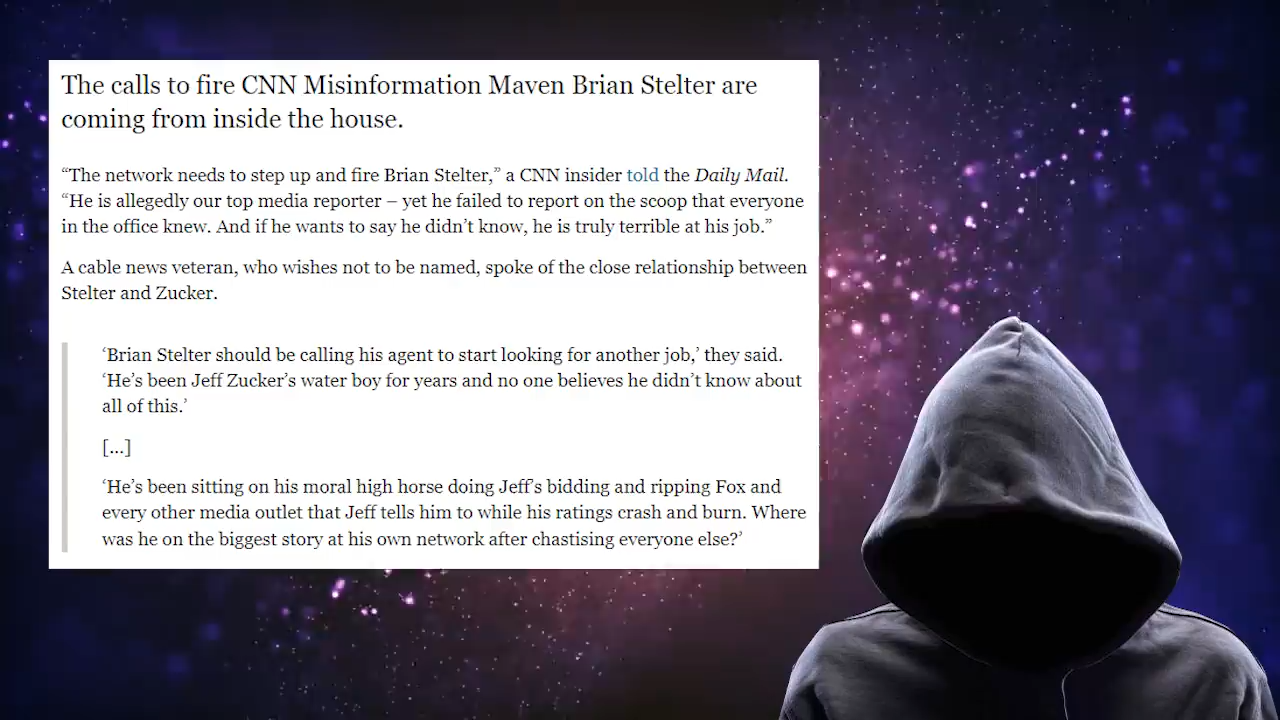 The calls to fire CNN Misinformation Maven Brian Stelter are
coming from inside the house.
“The network needs to step up and fire Brian Stelter,” a CNN insider told the Daily Mail.
“He is allegedly our top media reporter – yet he failed to report on the scoop that everyone
in the office knew. And if he wants to say he didn’t know, he is truly terrible at his job.”
A cable news veteran, who wishes not to be named, spoke of the close relationship between
Stelter and Zucker.
‘Brian Stelter should be calling his agent to start looking for another job,’ they said.
‘He’s been Jeff Zucker’s water boy for years and no one believes he didn’t know about
all of this.’
[…]
‘He’s been sitting on his moral high horse doing Jeff’s bidding and ripping Fox and
every other media outlet that Jeff tells him to while his ratings crash and burn. Where
was he on the biggest story at his own network after chastising everyone else?’